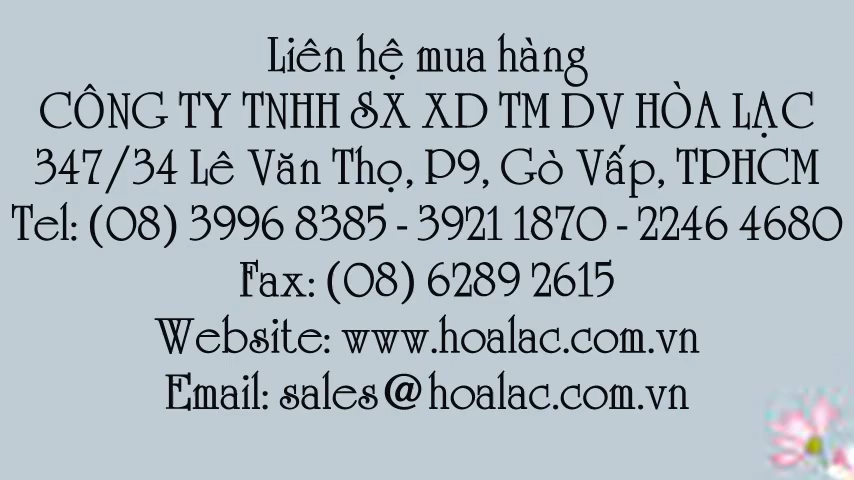 Liên hệ mua hàng
CÔNG TY TNHH SX XD TM DV HÒA LẠC
347/34 Lê Văn Thọ, P9, Gò Vấp, TPHCM
Tel: (08) 3996 8385 - 3921 1870 - 2246 4680
Fax: (08) 6289 2615
Website: www.hoalac.com.vn
Email: sales@hoalac.com.vn